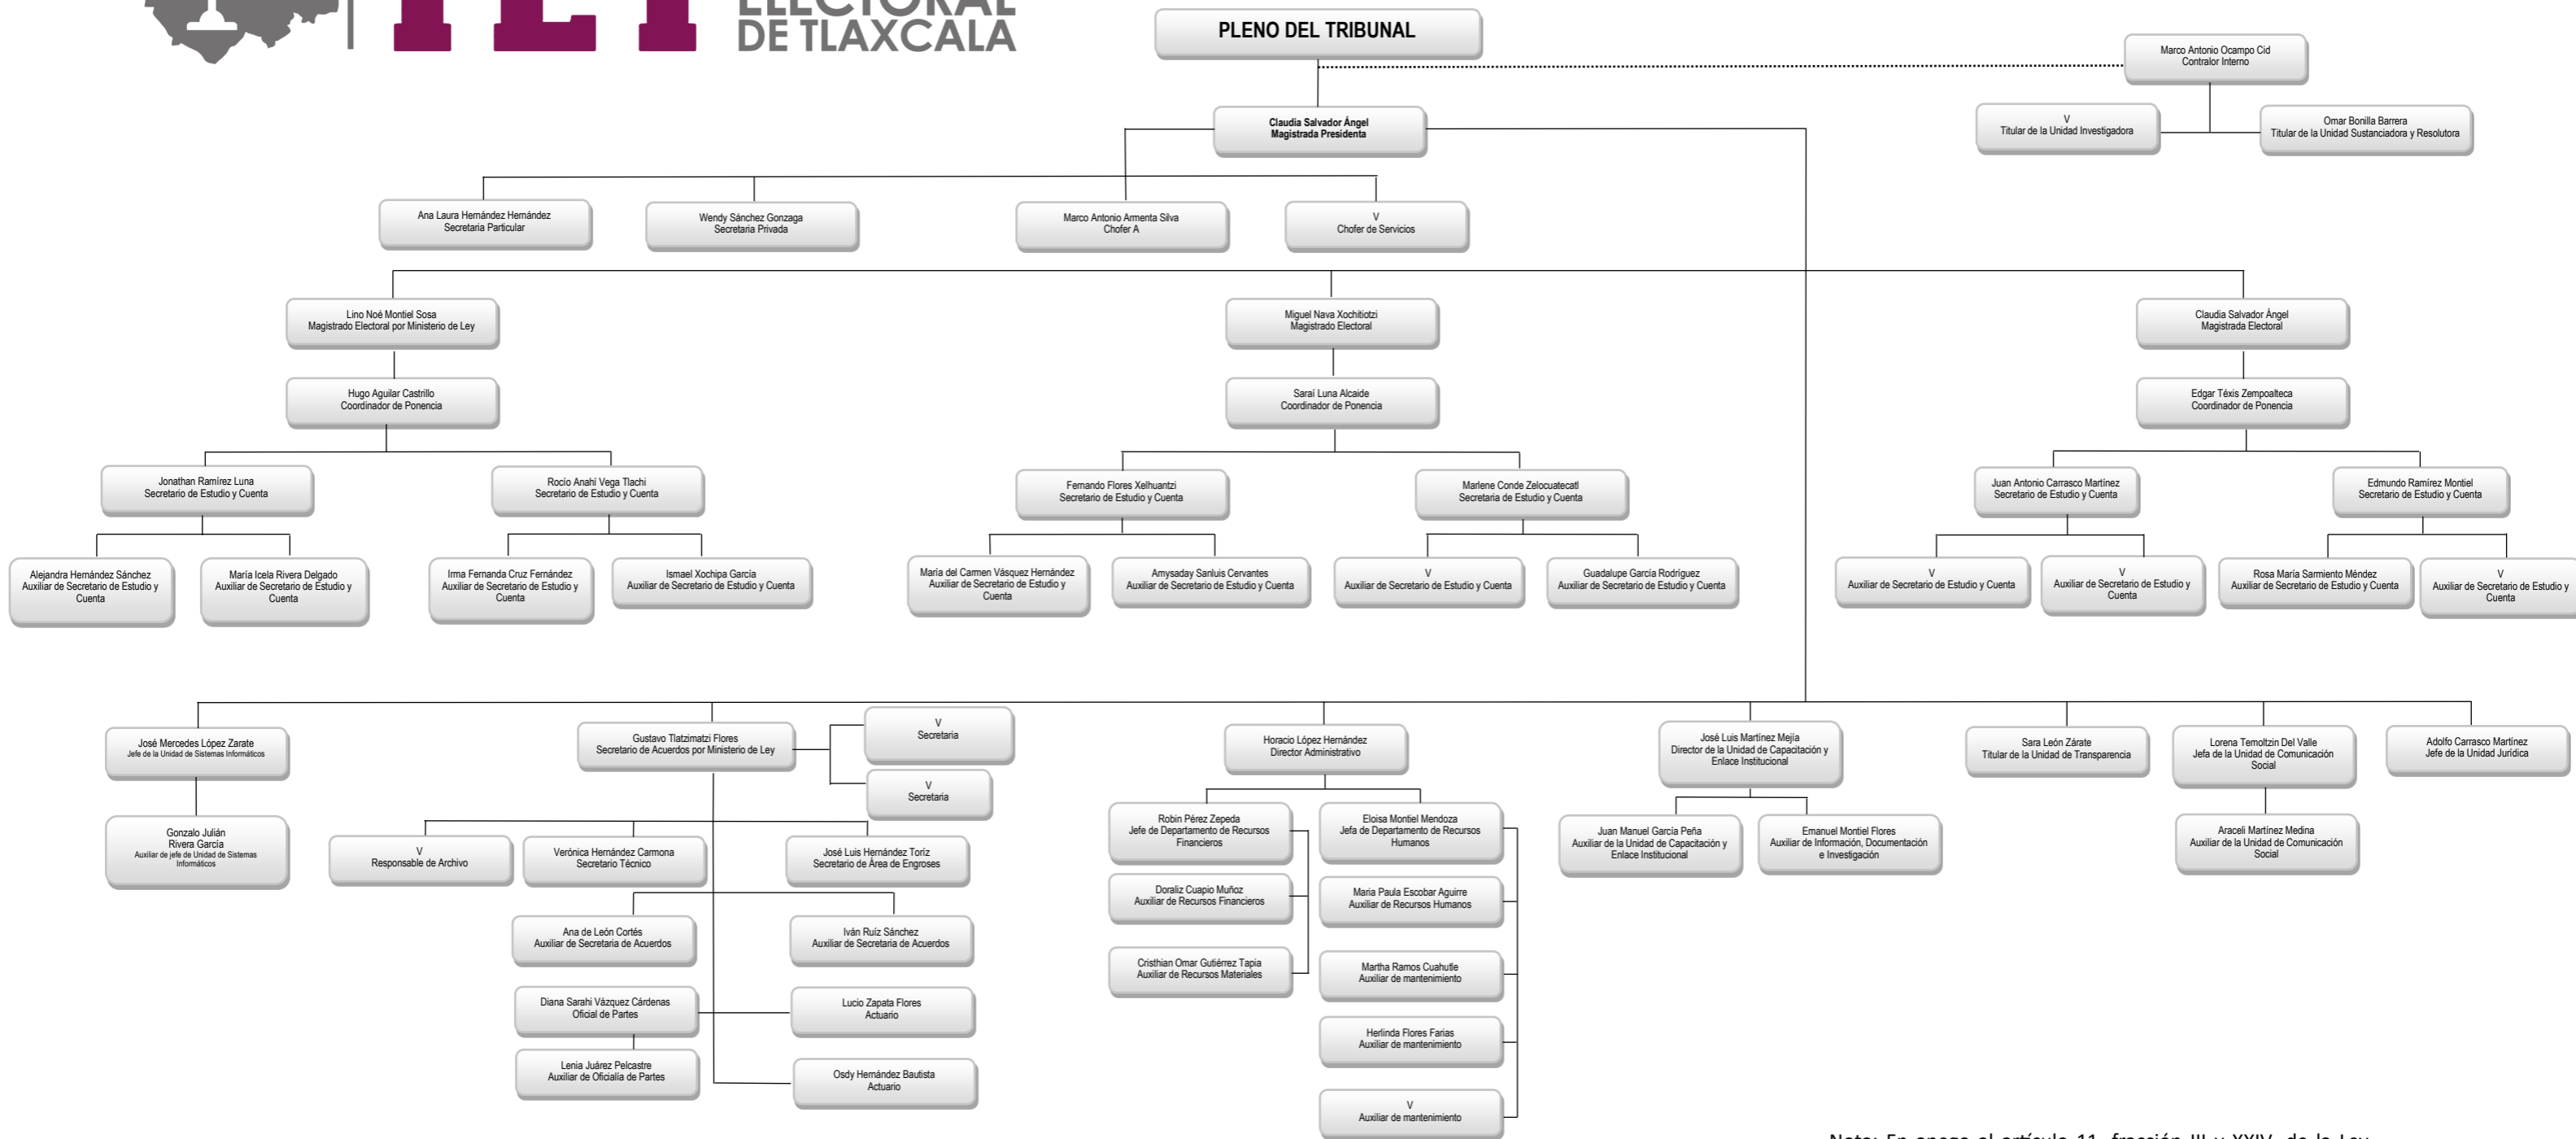 TET
ELECTORAL
DE TLAXCALA
PLENO DEL TRIBUNAL
Marco Antonio Ocampo Cid
Contralor Interno
V
Titular de la Unidad Investigadora
Omar Bonilla Barrera
Titular de la Unidad Sustanciadora y Resolutora
Claudia Salvador Ángel
Magistrada Presidenta
Ana Laura Hernández Hernández
Secretaria Particular
Wendy Sánchez Gonzaga
Secretaria Privada
Marco Antonio Armenta Silva
Chofer A
V
Chofer de Servicios
Lino Noé Montiel Sosa
Magistrado Electoral por Ministerio de Ley
Miguel Nava Xochitiotzi
Magistrado Electoral
Claudia Salvador Ángel
Magistrada Electoral
Hugo Aguilar Castrillo
Coordinador de Ponencia
Saraí Luna Alcaide
Coordinador de Ponencia
Edgar Téxis Zempoalteca
Coordinador de Ponencia
Jonathan Ramírez Luna
Secretario de Estudio y Cuenta
Rocío Anahí Vega Tlachi
Secretario de Estudio y Cuenta
Fernando Flores Xelhuantzi
Secretario de Estudio y Cuenta
Marlene Conde Zelocuatecatl
Secretaria de Estudio y Cuenta
Juan Antonio Carrasco Martínez
Secretario de Estudio y Cuenta
Edmundo Ramírez Montiel
Secretario de Estudio y Cuenta
Alejandra Hernández Sánchez
Auxiliar de Secretario de Estudio y
Cuenta
María Icela Rivera Delgado
Auxiliar de Secretario de Estudio y
Cuenta
Irma Fernanda Cruz Fernández
Auxiliar de Secretario de Estudio y
Cuenta
Ismael Xochipa García
Auxiliar de Secretario de Estudio y Cuenta
María del Carmen Vásquez Hernández
Auxiliar de Secretario de Estudio y
Cuenta
Amysaday Sanluis Cervantes
Auxiliar de Secretario de Estudio y Cuenta
V
Auxiliar de Secretario de Estudio y Cuenta
Guadalupe García Rodríguez
Auxiliar de Secretario de Estudio y Cuenta
V
Auxiliar de Secretario de Estudio y Cuenta
V
Auxiliar de Secretario de Estudio y
Cuenta
Rosa María Sarmiento Méndez
Auxiliar de Secretario de Estudio y Cuenta
V
Auxiliar de Secretario de Estudio y
Cuenta
José Mercedes López Zarate
Jefe de la Unidad de Sistemas Informáticos
Gonzalo Julián
Rivera García
Auxiliar de jefe de Unidad de Sistemas
Informáticos
Gustavo Tlatzimatzi Flores
Secretario de Acuerdos por Ministerio de Ley
V
Secretaria
V
Secretaria
V
Responsable de Archivo
Verónica Hernández Carmona
Secretario Técnico
José Luis Hernández Toríz
Secretario de Área de Engroses
Ana de León Cortés
Auxiliar de Secretaria de Acuerdos
Iván Ruíz Sánchez
Auxiliar de Secretaria de Acuerdos
Diana Sarahi Vázquez Cárdenas
Oficial de Partes
Lucio Zapata Flores
Actuario
Lenia Juárez Pelcastre
Auxiliar de Oficialía de Partes
Osdy Hernández Bautista
Actuario
Horacio López Hernández
Director Administrativo
Robin Pérez Zepeda
Jefe de Departamento de Recursos
Financieros
Doraliz Cuapio Muñoz
Auxiliar de Recursos Financieros
Cristhian Omar Gutiérrez Tapia
Auxiliar de Recursos Materiales
Eloisa Montiel Mendoza
Jefa de Departamento de Recursos
Humanos
Maria Paula Escobar Aguirre
Auxiliar de Recursos Humanos
Martha Ramos Cuahutle
Auxiliar de mantenimiento
Herlinda Flores Farias
Auxiliar de mantenimiento
V
Auxiliar de mantenimiento
José Luis Martínez Mejía
Director de la Unidad de Capacitación y
Enlace Institucional
Juan Manuel García Peña
Auxiliar de la Unidad de Capacitación y
Enlace Institucional
Emanuel Montiel Flores
Auxiliar de Información, Documentación
e Investigación
Sara León Zárate
Titular de la Unidad de Transparencia
Lorena Temoltzin Del Valle
Jefa de la Unidad de Comunicación
Social
Araceli Martínez Medina
Auxiliar de la Unidad de Comunicación
Social
Adolfo Carrasco Martínez
Jefe de la Unidad Jurídica
Nota: En apego al artículo 11, fracción III y XXIV, de la Ley